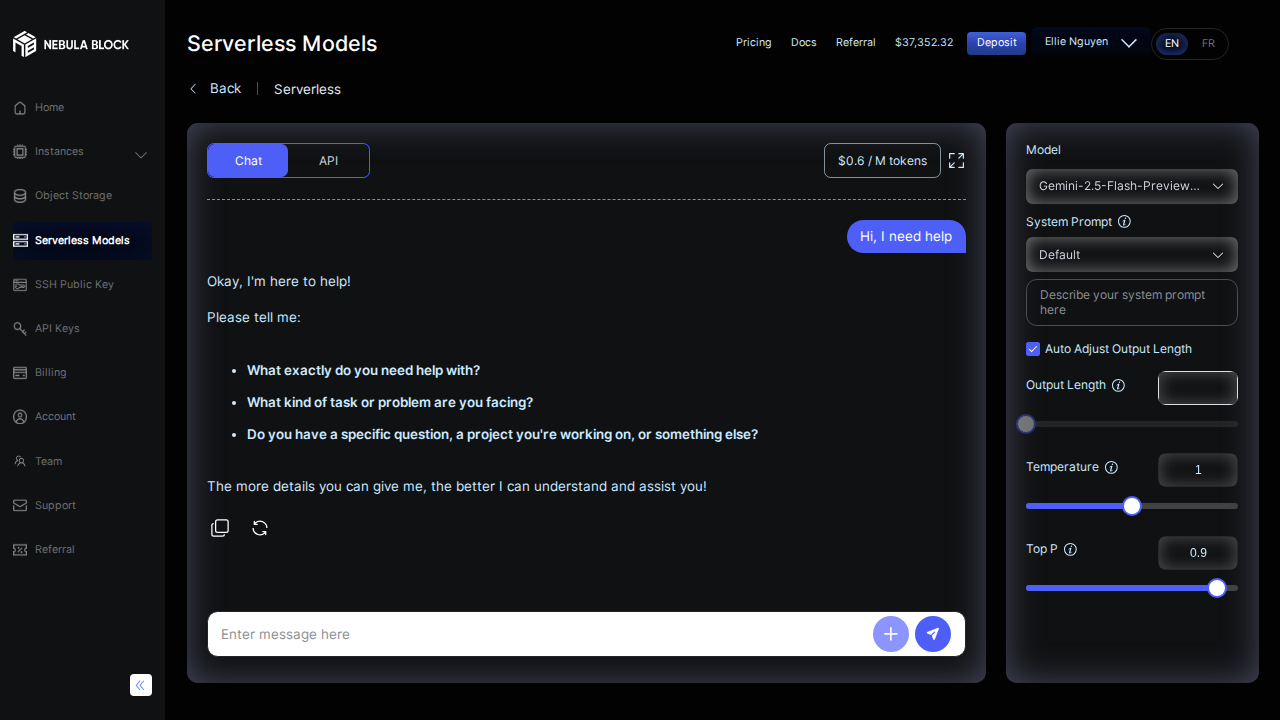 NEBULA BLOCK
Home
Instances
Object Storage
Serverless Models
SSH Public Key
API Keys
Billing
Account
Team
Support
Referral
Serverless Models
Pricing
Docs
Referral
$37,352.32
Deposit
Ellie Nguyen
EN
FR
Back
Serverless
Chat
API
$0.6 / M tokens
Hi, I need help
Okay, I'm here to help!
Please tell me:
• What exactly do you need help with?
• What kind of task or problem are you facing?
• Do you have a specific question, a project you're working on, or something else?
The more details you can give me, the better I can understand and assist you!
Enter message here
Model
Gemini-2.5-Flash-Preview...
System Prompt
Default
Describe your system prompt
here
Auto Adjust Output Length
Output Length
Temperature
1
Top P
0.9